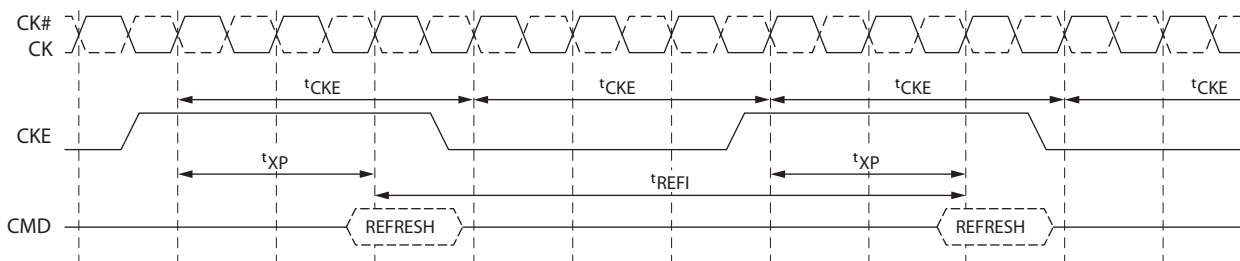 CK#
CK
tCKE tCKE tCKE tCKE
CKE
tXP tXP
tREFI
CMD REFRESH REFRESH